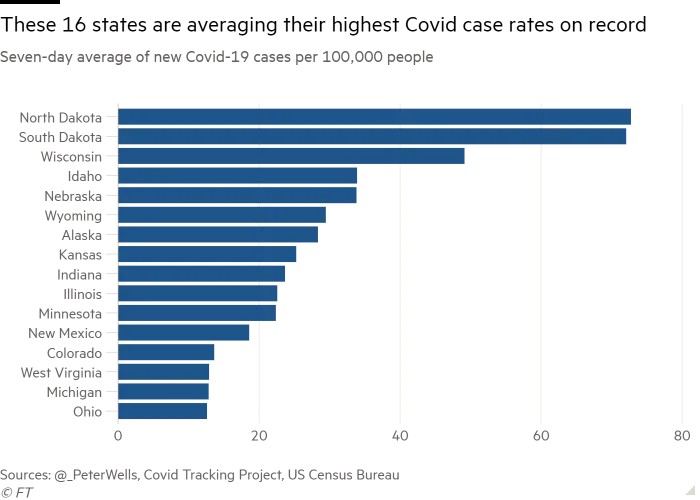 These 16 states are averaging their highest Covid case rates on record
Seven-day average of new Covid-19 cases per 100,000 people
North Dakota
South Dakota
Wisconsin
Idaho
Nebraska
Wyoming
Alaska
Kansas
Indiana
Illinois
Minnesota
New Mexico
Colorado
West Virginia
Michigan
Ohio
0 20 40 60 80
Sources: @_PeterWells, Covid Tracking Project, US Census Bureau
© FT